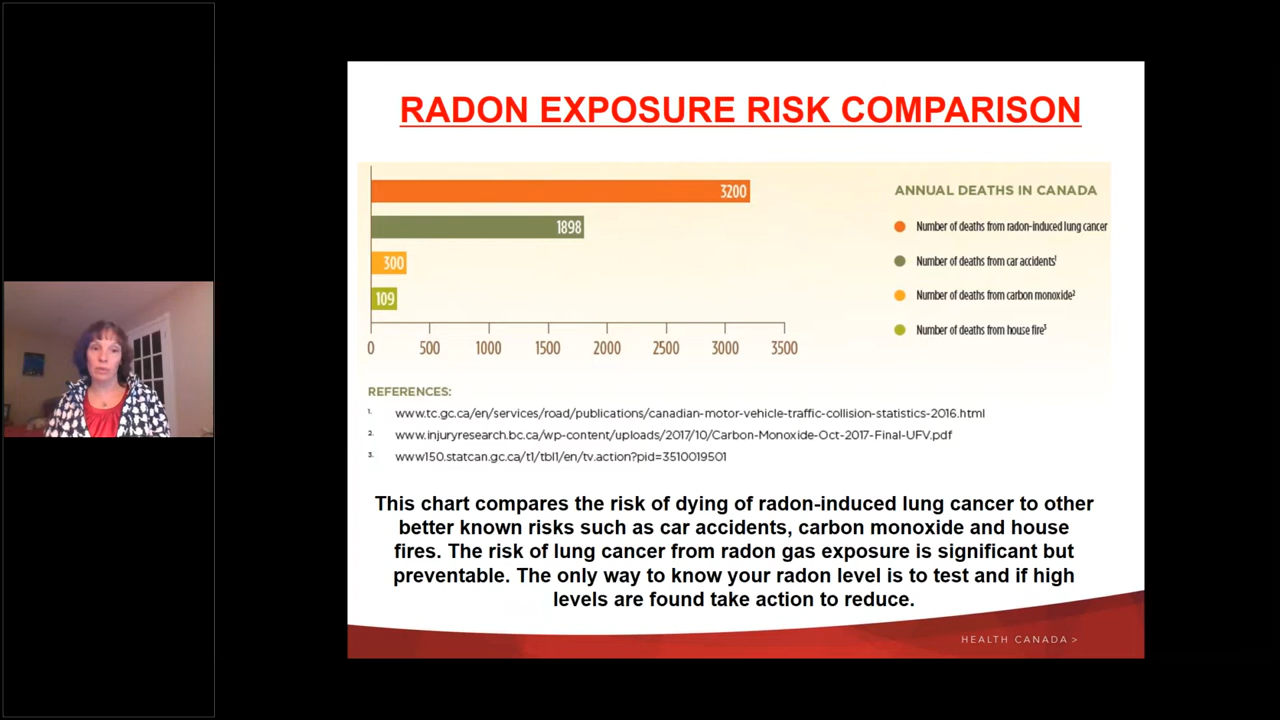 RADON EXPOSURE RISK COMPARISON
3200
1898
300
109
0 500 1000 1500 2000 2500 3000 3500
ANNUAL DEATHS IN CANADA
Number of deaths from radon-induced lung cancer
Number of deaths from car accidents¹
Number of deaths from carbon monoxide²
Number of deaths from house fire³
REFERENCES:
1. www.tc.gc.ca/en/services/road/publications/canadian-motor-vehicle-traffic-collision-statistics-2016.html
2. www.injuryresearch.bc.ca/wp-content/uploads/2017/10/Carbon-Monoxide-Oct-2017-Final-UFV.pdf
3. www150.statcan.gc.ca/t1/tbl1/en/tv.action?pid=3510019501
This chart compares the risk of dying of radon-induced lung cancer to other
better known risks such as car accidents, carbon monoxide and house
fires. The risk of lung cancer from radon gas exposure is significant but
preventable. The only way to know your radon level is to test and if high
levels are found take action to reduce.
HEALTH CANADA >